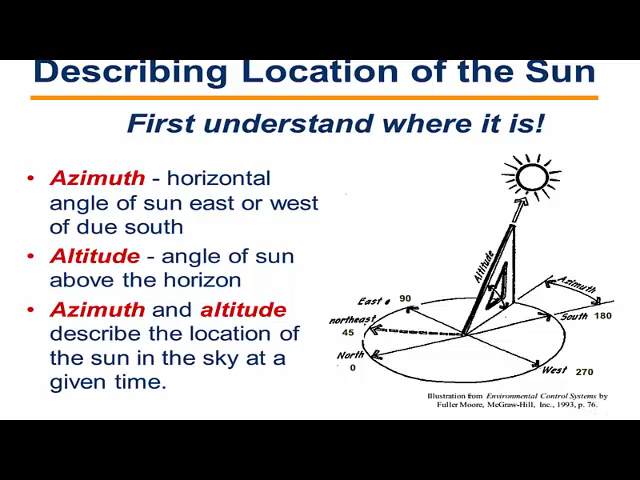 Describing Location of the Sun
First understand where it is!
• Azimuth - horizontal
angle of sun east or west
of due south
• Altitude - angle of sun
above the horizon
• Azimuth and altitude
describe the location of
the sun in the sky at a
given time.
Altitude
Azimuth
East 90
northeast
45
South 180
North
0
West 270
Illustration from Environmental Control Systems by
Fuller Moore, McGraw-Hill, Inc., 1993, p. 76.